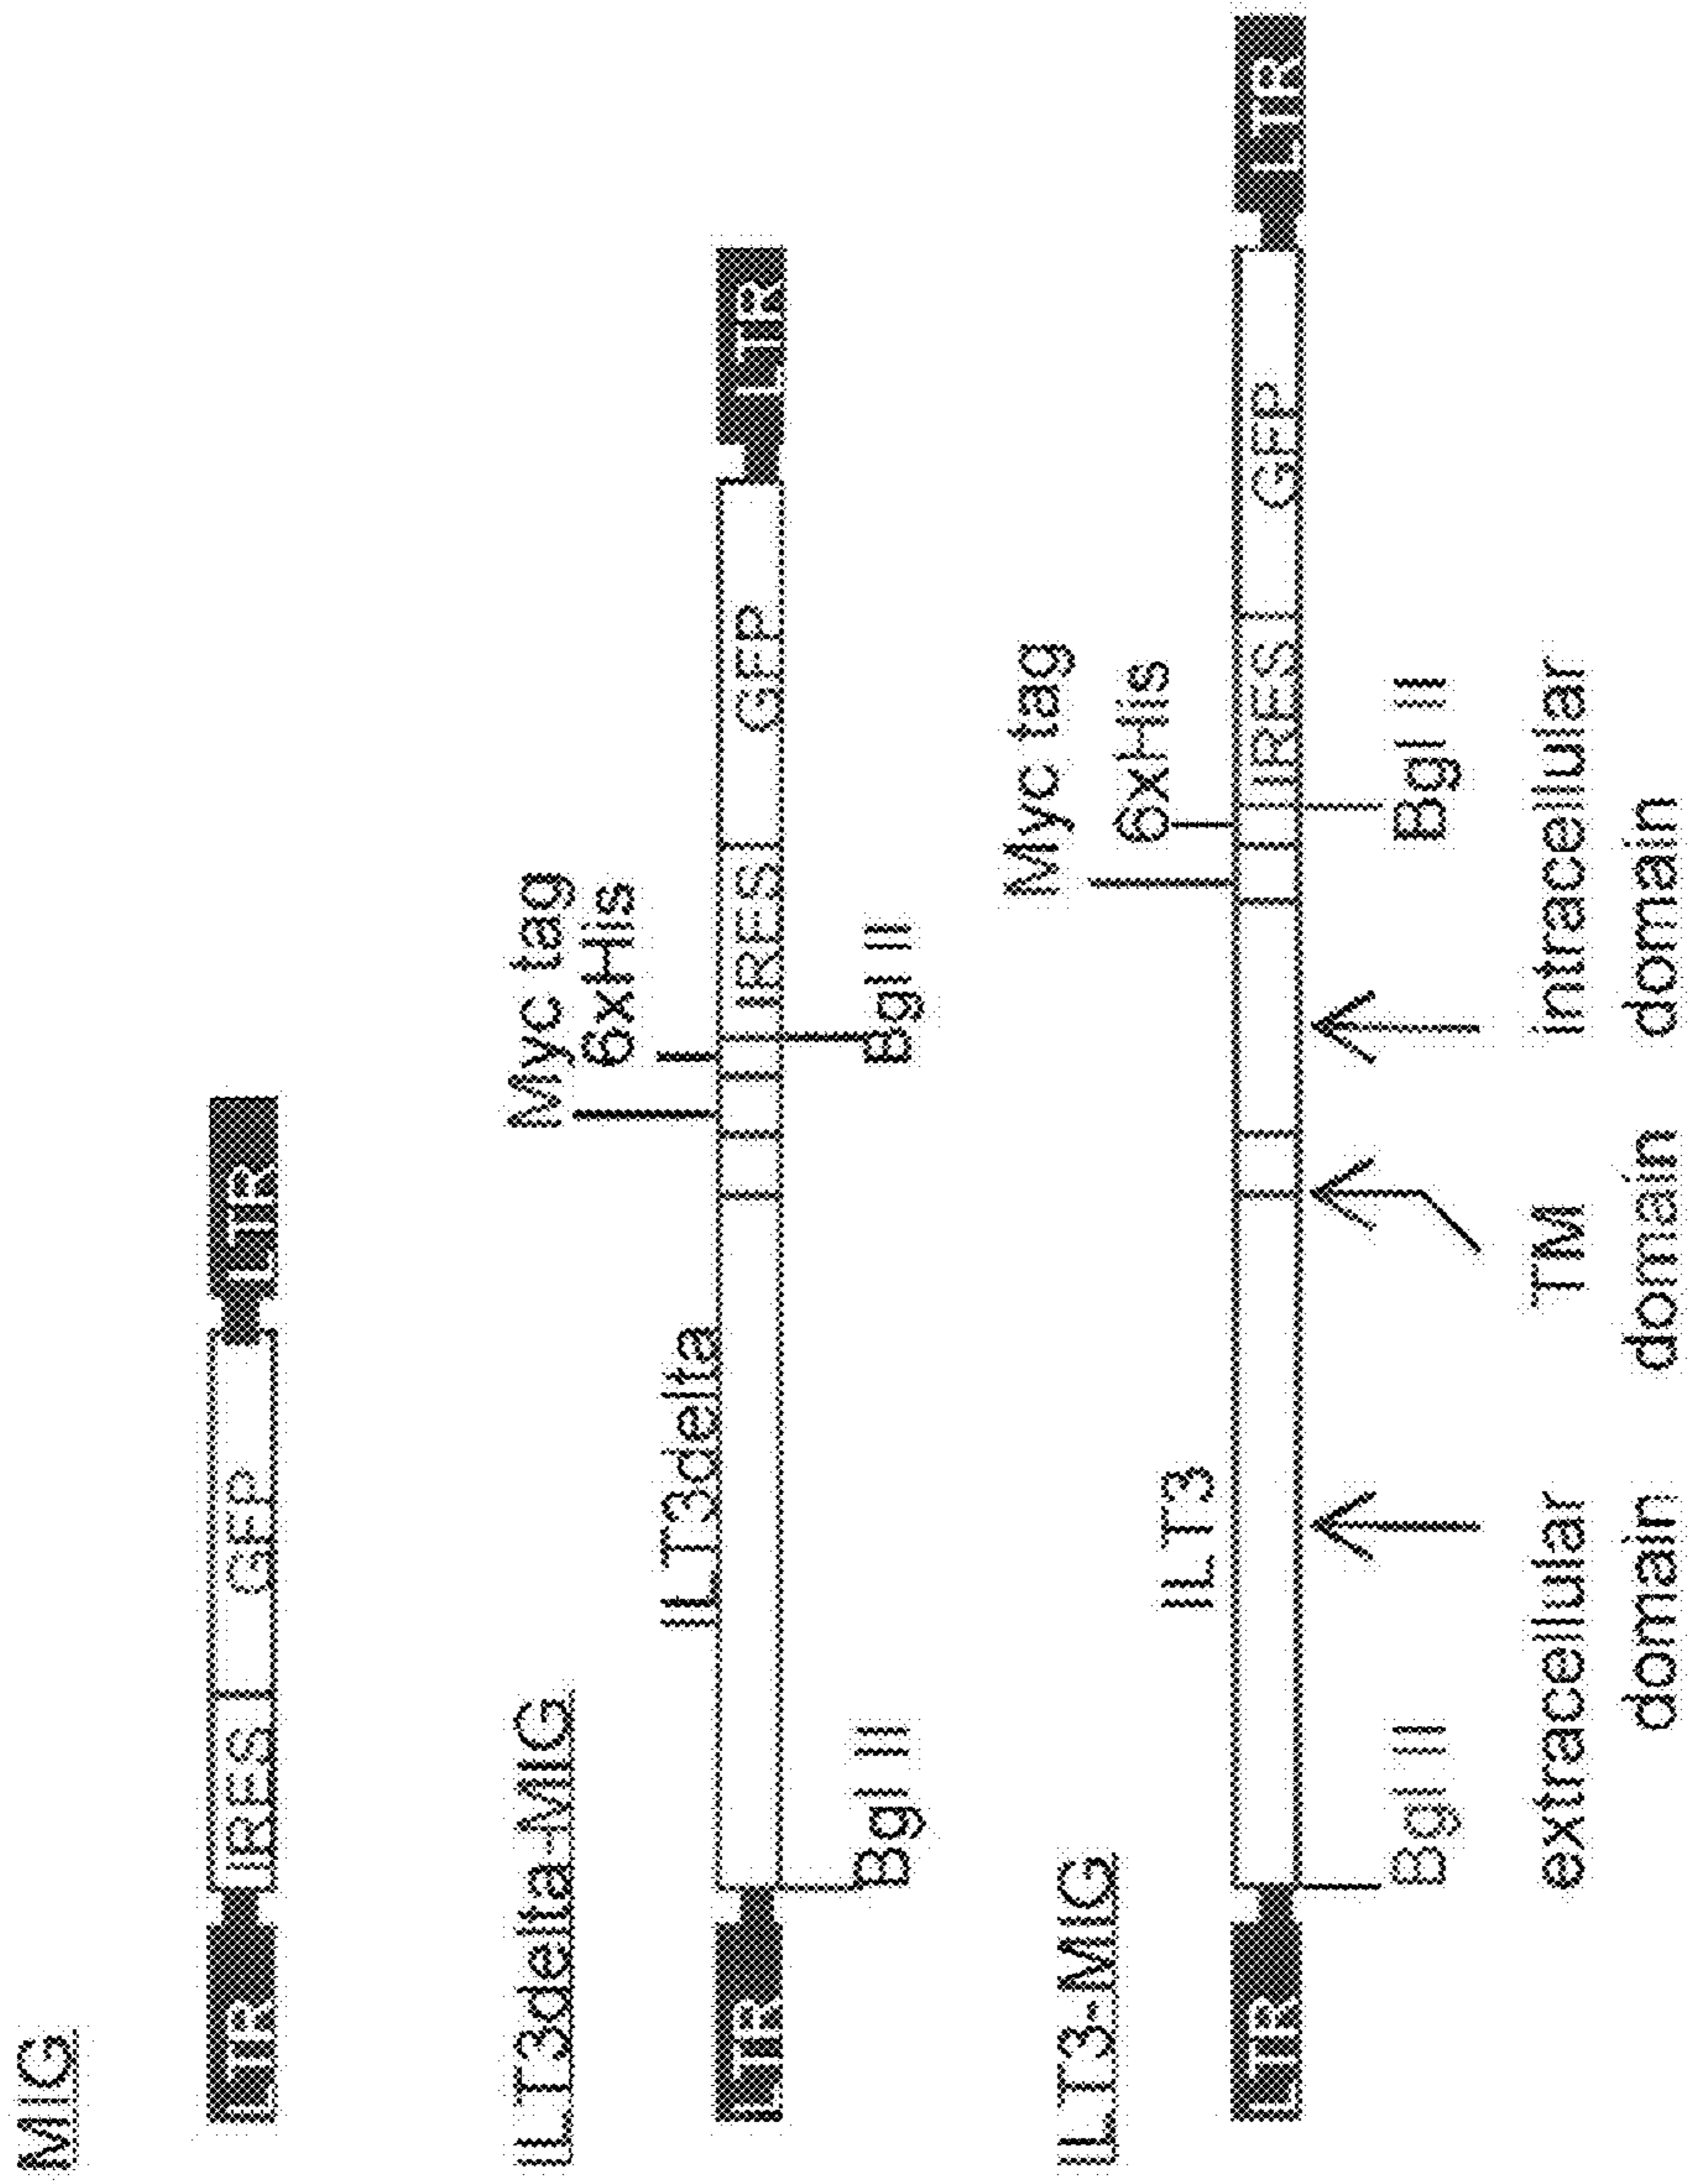 MIG
LTR IRES GFP LTR
ILT3delta-MIG
Myc tag
6xHis
ILT3delta
LTR IRES GFP LTR
Bgl II Bgl II
ILT3-MIG
Myc tag
6xHis
ILT3
LTR IRES GFP LTR
Bgl II Bgl II
extracellular TM intracellular
domain domain domain